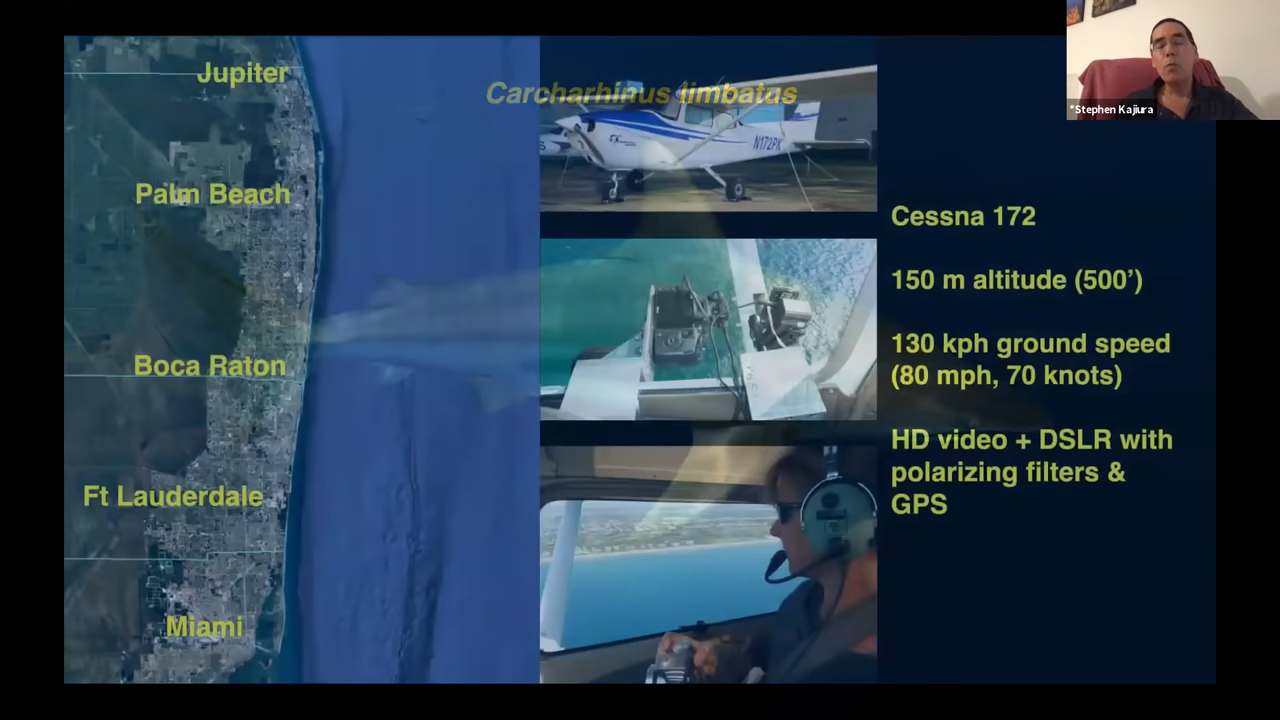 *Stephen Kajiura
Jupiter
Carcharhinus limbatus
N172PK
Palm Beach
Boca Raton
Ft Lauderdale
Miami
Cessna 172
150 m altitude (500’)
130 kph ground speed
(80 mph, 70 knots)
HD video + DSLR with
polarizing filters &
GPS